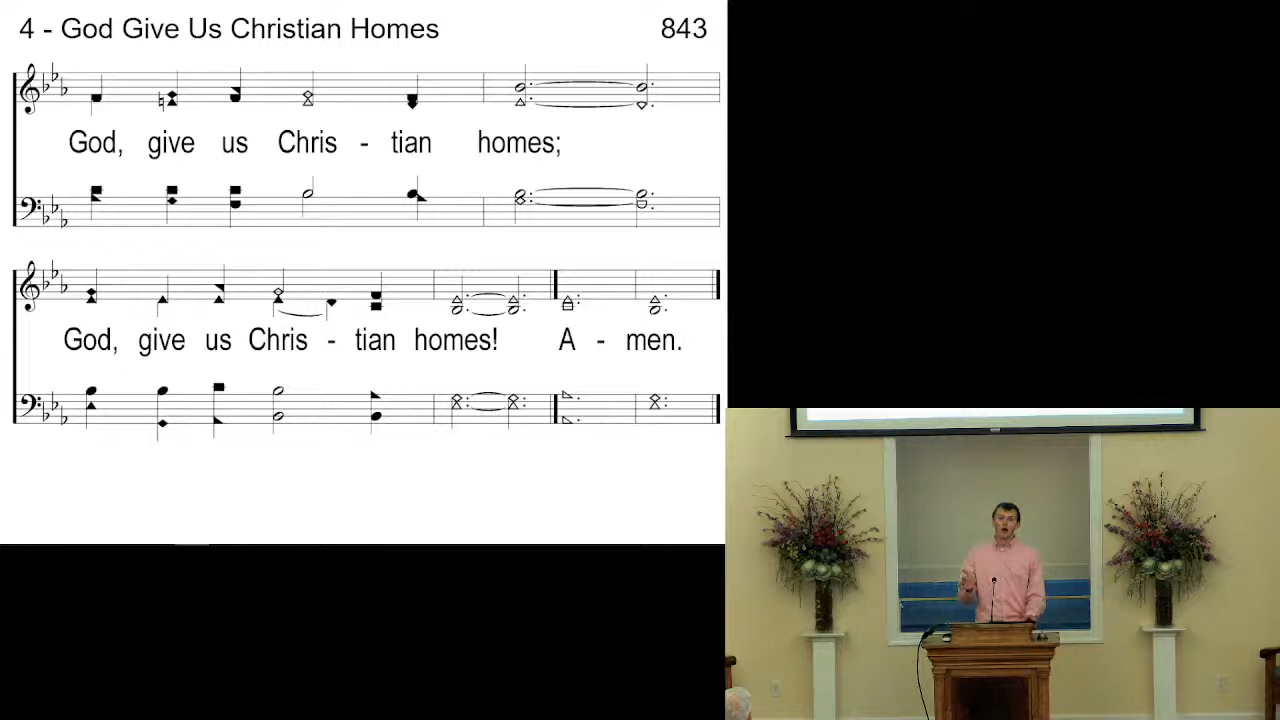 4 - God Give Us Christian Homes 843
God, give us Chris - tian homes;
God, give us Chris - tian homes! A - men.